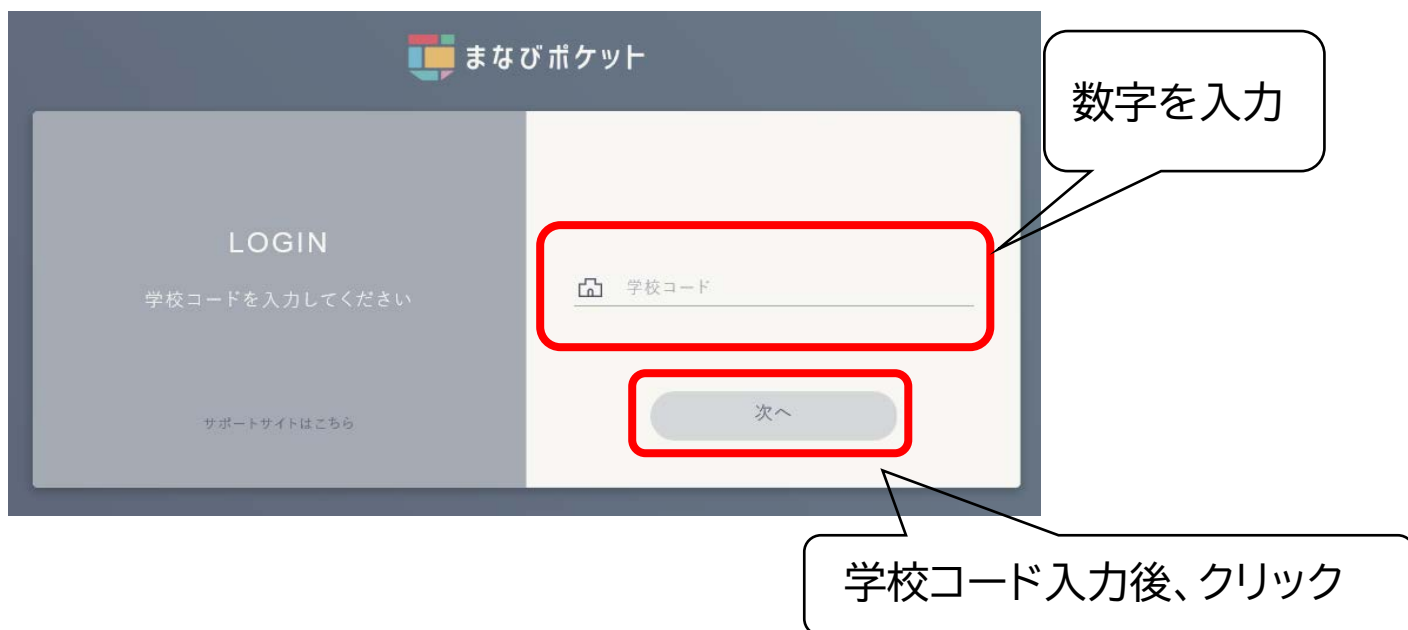 まなびポケット
数字を入力
LOGIN
学校コードを入力してください
学校コード
次へ
サポートサイトはこちら
学校コード入力後、クリック